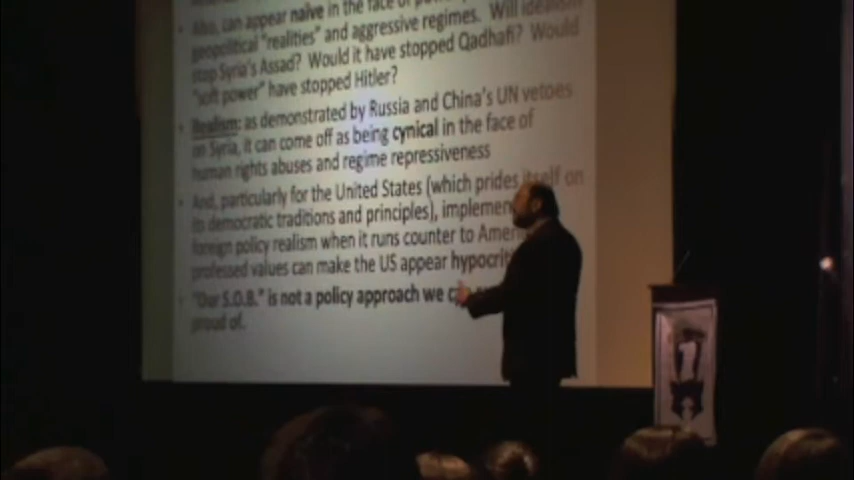 • Also, can appear naïve in the face of
geopolitical "realities" and aggressive regimes. Will idealism
stop Syria's Assad? Would it have stopped Qadhafi? Would
"soft power" have stopped Hitler?
• Realism: as demonstrated by Russia and China's UN vetoes
on Syria, it can come off as being cynical in the face of
human rights abuses and regime repressiveness
• And, particularly for the United States (which prides itself on
its democratic traditions and principles),
foreign policy realism when it runs counter to
professed values can make the US appear
• "Our S.O.B." is not a policy approach we
proud of.